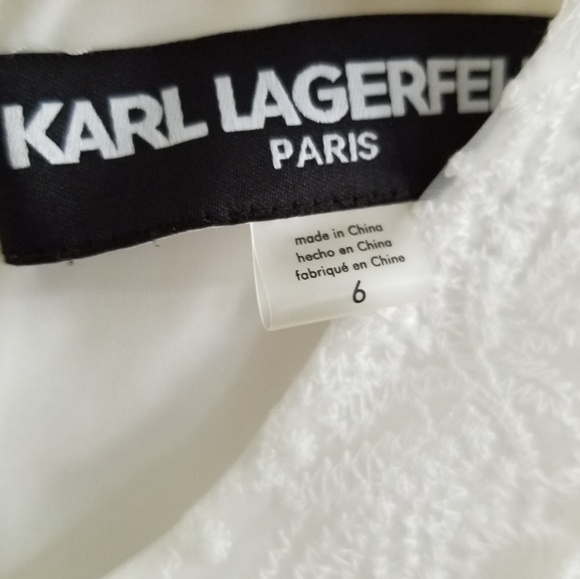 KARL LAGERFEL
PARIS
made in China
hecho en China
fabriqué en Chine
6